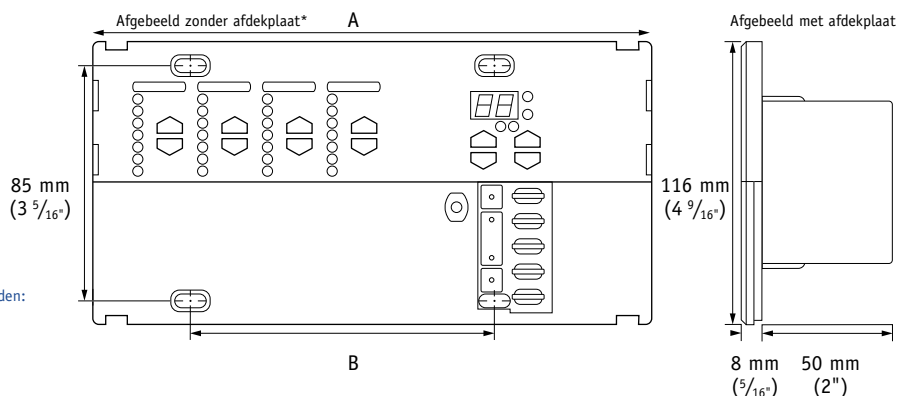 Afgebeeld zonder afdekplaat*
A
Afgebeeld met afdekplaat
88
85 mm
(3 5/16")
116 mm
(4 9/16")
den:
B
8 mm
(5/16")
50 mm
(2")